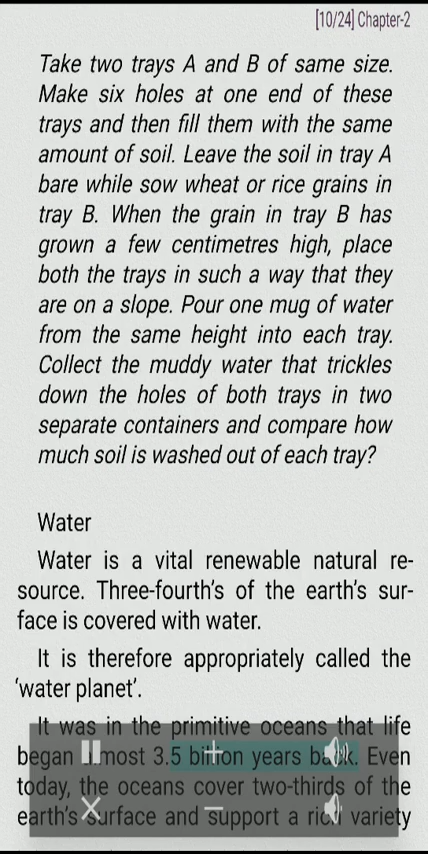 [10/24] Chapter-2
Take two trays A and B of same size.
Make six holes at one end of these
trays and then fill them with the same
amount of soil. Leave the soil in tray A
bare while sow wheat or rice grains in
tray B. When the grain in tray B has
grown a few centimetres high, place
both the trays in such a way that they
are on a slope. Pour one mug of water
from the same height into each tray.
Collect the muddy water that trickles
down the holes of both trays in two
separate containers and compare how
much soil is washed out of each tray?
Water
Water is a vital renewable natural re-
source. Three-fourth's of the earth's sur-
face is covered with water.
It is therefore appropriately called the
'water planet'.
It was in the primitive oceans that life
began almost 3.5 billion years back. Even
today, the oceans cover two-thirds of the
earth's surface and support a rich variety